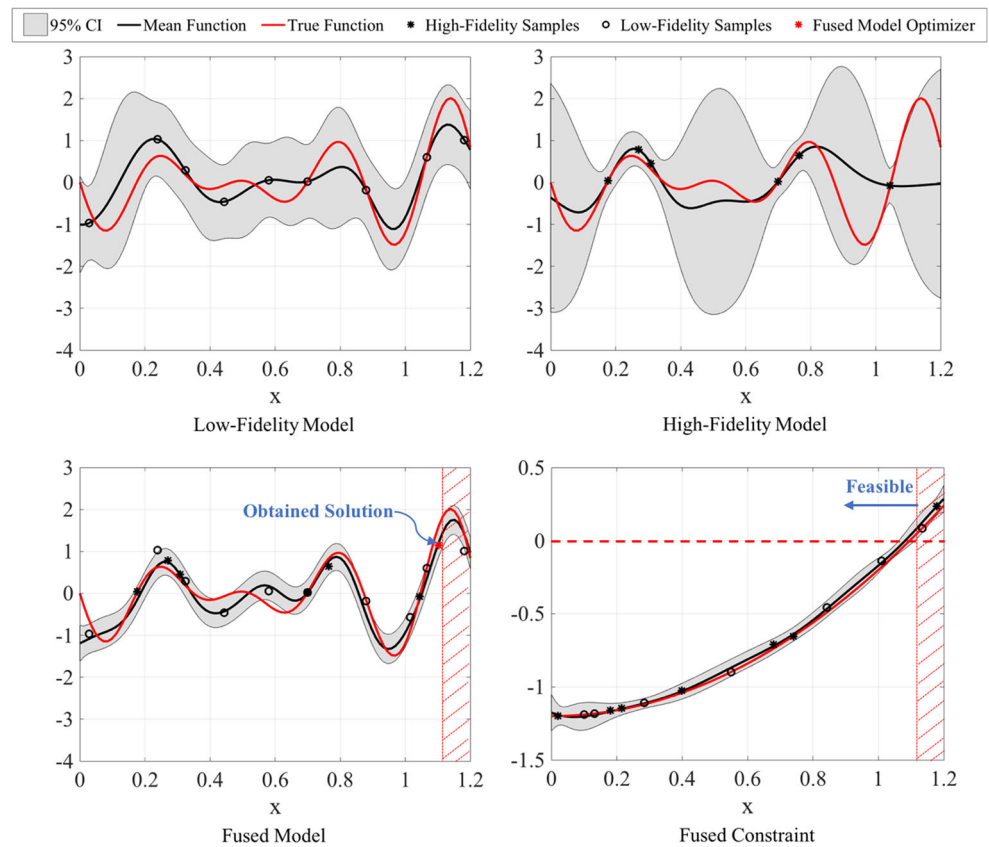 95% CI Mean Function True Function High-Fidelity Samples Low-Fidelity Samples Fused Model Optimizer
3
2
1
0
-1
-2
-3
-4
0 0.2 0.4 0.6 0.8 1 1.2
x
Low-Fidelity Model
3
2
1
0
-1
-2
-3
-4
0 0.2 0.4 0.6 0.8 1 1.2
x
High-Fidelity Model
3
2
1
0
-1
-2
-3
-4
Obtained Solution
0 0.2 0.4 0.6 0.8 1 1.2
x
Fused Model
0.5
0
-0.5
-1
-1.5
Feasible
0 0.2 0.4 0.6 0.8 1 1.2
x
Fused Constraint